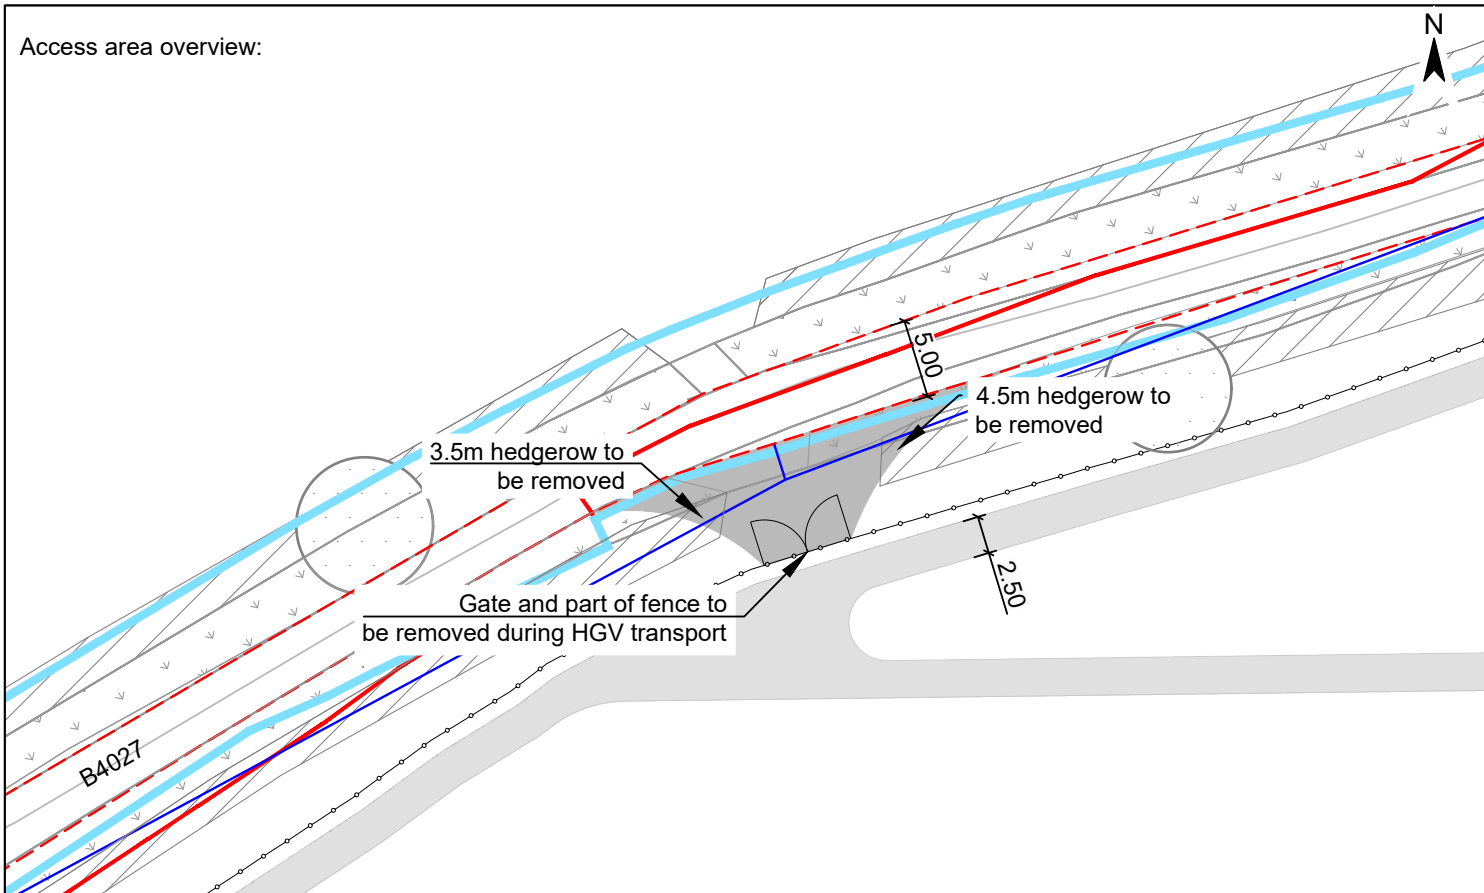 Access area overview:
N
5.00
4.5m hedgerow to
be removed
3.5m hedgerow to
be removed
2.50
Gate and part of fence to
be removed during HGV transport
B4027